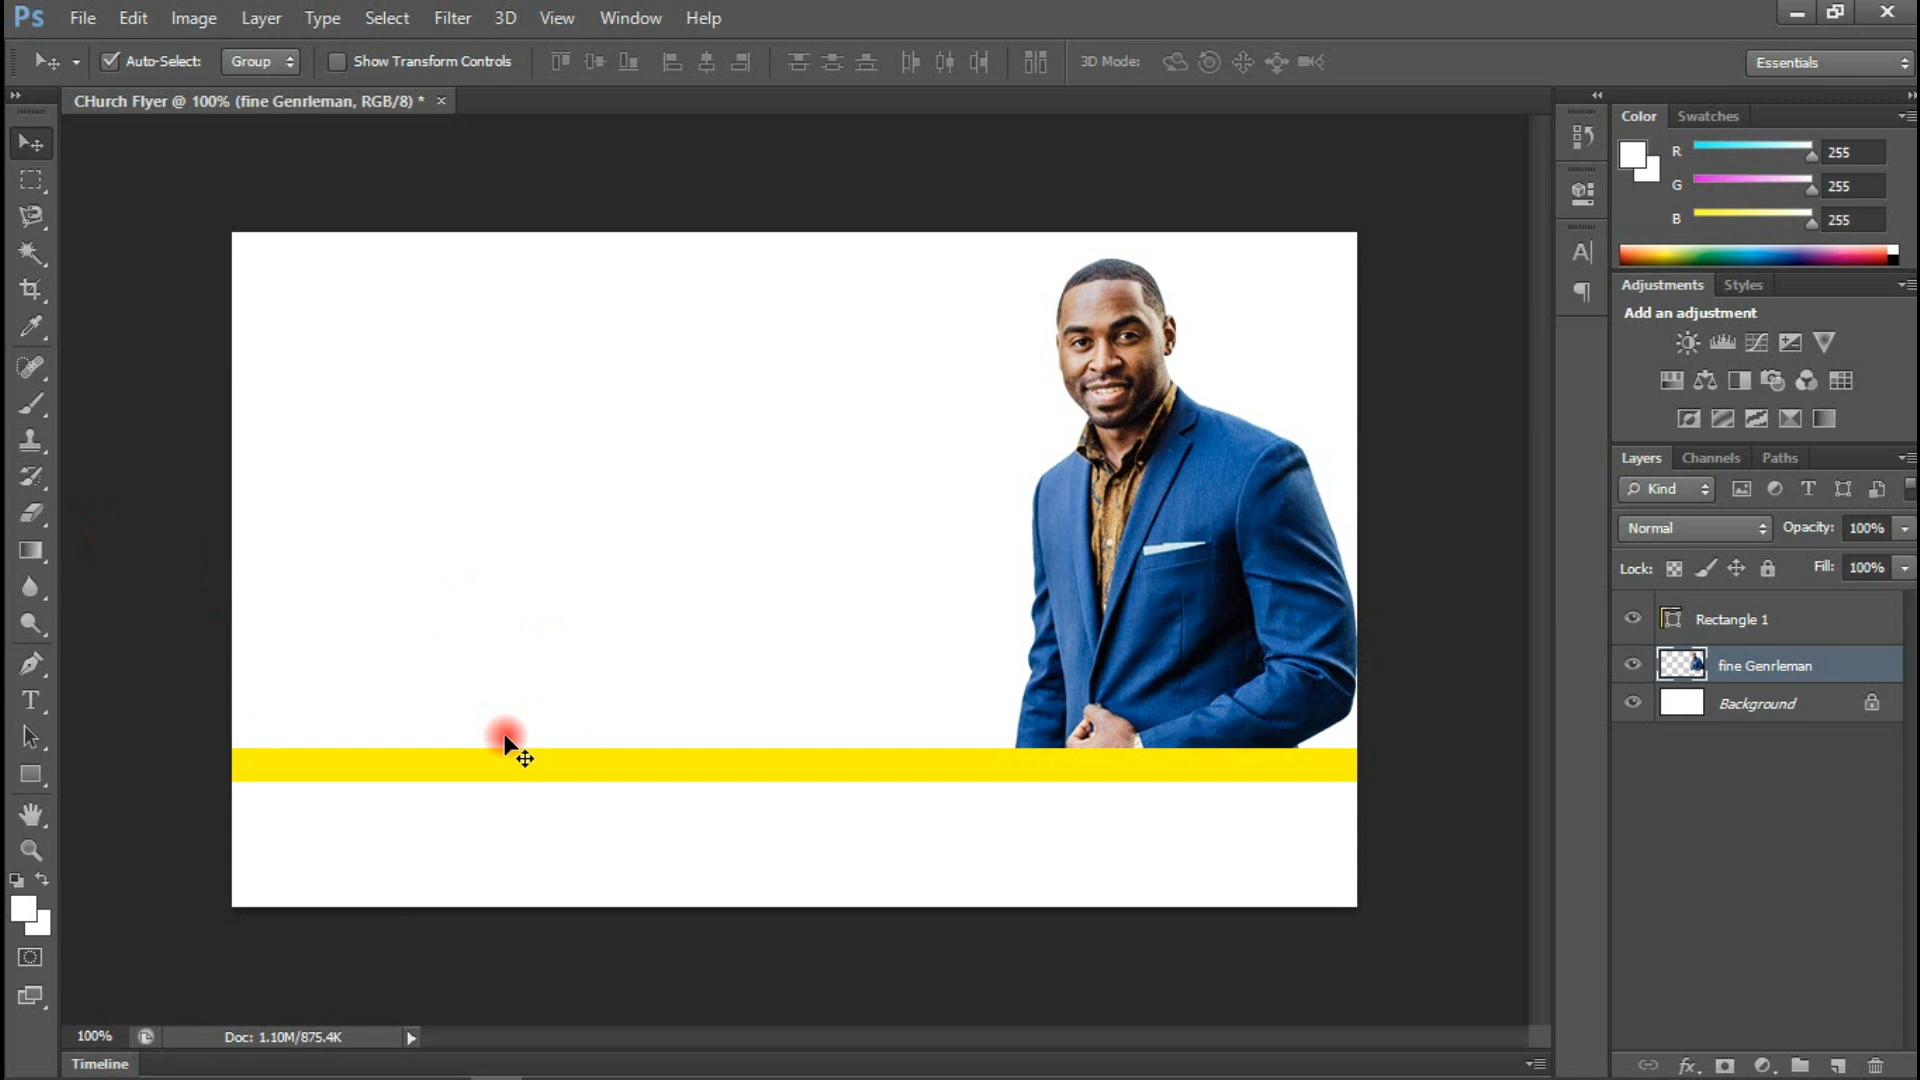 Ps File Edit Image Layer Type Select Filter 3D View Window Help
Auto-Select: Group Show Transform Controls 3D Mode: Essentials
CHurch Flyer @ 100% (fine Genrleman, RGB/8) * ×
Color Swatches
R 255
G 255
B 255
Adjustments Styles
Add an adjustment
Layers Channels Paths
Kind
Normal Opacity: 100%
Lock: Fill: 100%
Rectangle 1
fine Genrleman
Background
100% Doc: 1.10M/875.4K
Timeline